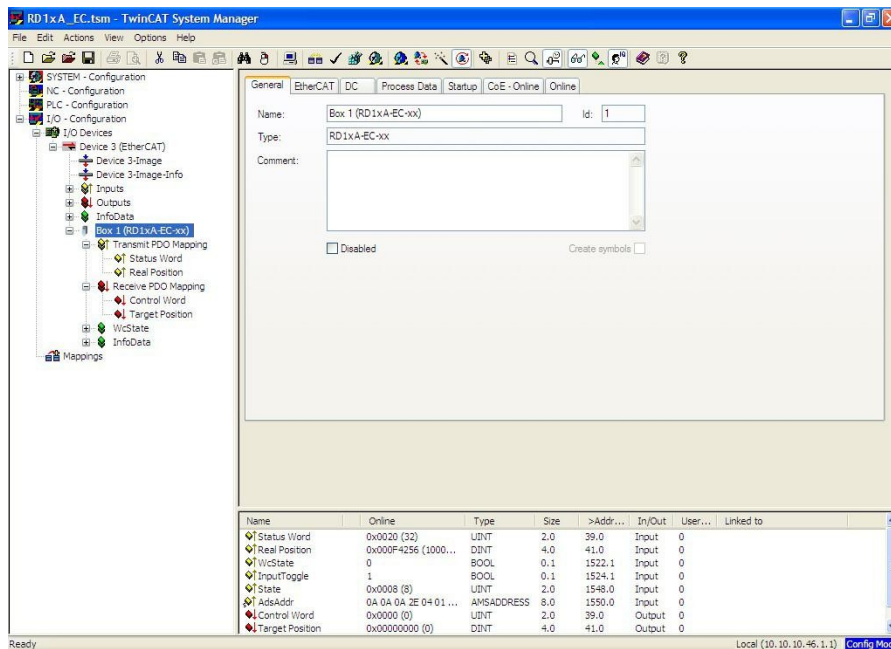 RD1xA_EC.tsm - TwinCAT System Manager
File Edit Actions View Options Help
SYSTEM - Configuration
NC - Configuration
PLC - Configuration
I/O - Configuration
I/O Devices
Device 3 (EtherCAT)
Device 3-Image
Device 3-Image-Info
Inputs
Outputs
InfoData
Box 1 (RD1xA-EC-xx)
Transmit PDO Mapping
Status Word
Real Position
Receive PDO Mapping
Control Word
Target Position
WcState
InfoData
Mappings
General EtherCAT DC Process Data Startup CoE - Online Online
Name: Box 1 (RD1xA-EC-xx) Id: 1
Type: RD1xA-EC-xx
Comment:
Disabled Create symbols
Name Online Type Size >Addr... In/Out User... Linked to
Status Word 0x0020 (32) UINT 2.0 39.0 Input 0
Real Position 0x000F4256 (1000... DINT 4.0 41.0 Input 0
WcState 0 BOOL 0.1 1522.1 Input 0
InputToggle 1 BOOL 0.1 1524.1 Input 0
State 0x0008 (8) UINT 2.0 1548.0 Input 0
AdsAddr 0A 0A 0A 2E 04 01 ... AMSADDRESS 8.0 1550.0 Input 0
Control Word 0x0000 (0) UINT 2.0 39.0 Output 0
Target Position 0x00000000 (0) DINT 4.0 41.0 Output 0
Ready Local (10.10.10.46.1.1) Config Mod